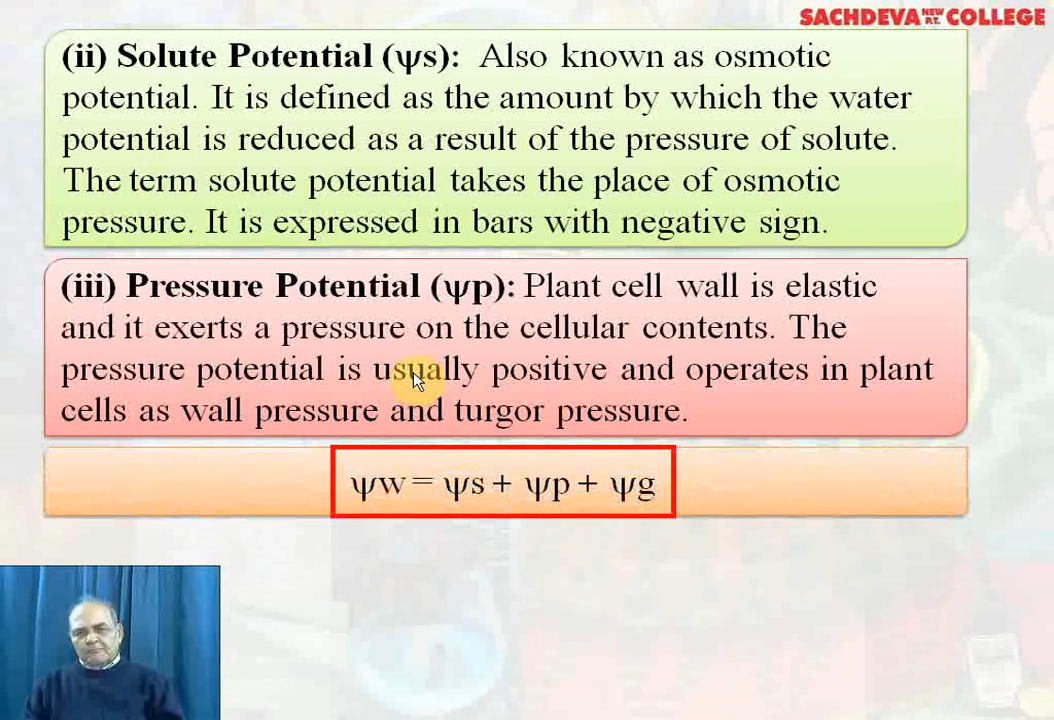 SACHDEVA NEW P.T. COLLEGE
(ii) Solute Potential (ψs): Also known as osmotic
potential. It is defined as the amount by which the water
potential is reduced as a result of the pressure of solute.
The term solute potential takes the place of osmotic
pressure. It is expressed in bars with negative sign.
(iii) Pressure Potential (ψp): Plant cell wall is elastic
and it exerts a pressure on the cellular contents. The
pressure potential is usually positive and operates in plant
cells as wall pressure and turgor pressure.
ψw = ψs + ψp + ψg